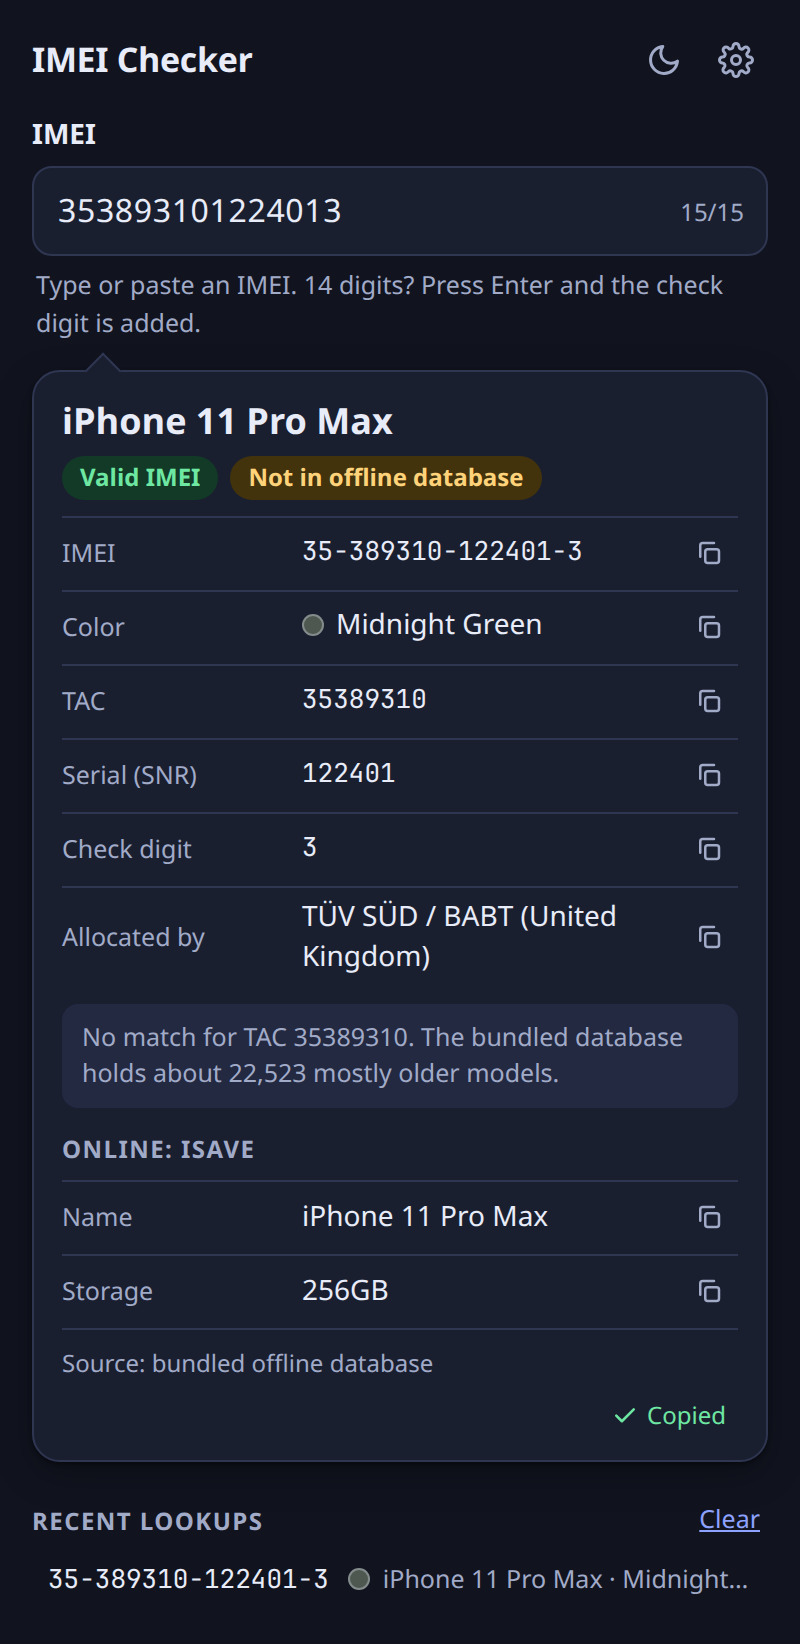 IMEI Checker
IMEI
353893101224013 15/15
Type or paste an IMEI. 14 digits? Press Enter and the check
digit is added.
iPhone 11 Pro Max
Valid IMEI Not in offline database
IMEI 35-389310-122401-3
Color Midnight Green
TAC 35389310
Serial (SNR) 122401
Check digit 3
Allocated by TÜV SÜD / BABT (United
Kingdom)
No match for TAC 35389310. The bundled database
holds about 22,523 mostly older models.
ONLINE: ISAVE
Name iPhone 11 Pro Max
Storage 256GB
Source: bundled offline database
Copied
RECENT LOOKUPS Clear
35-389310-122401-3 iPhone 11 Pro Max · Midnight...